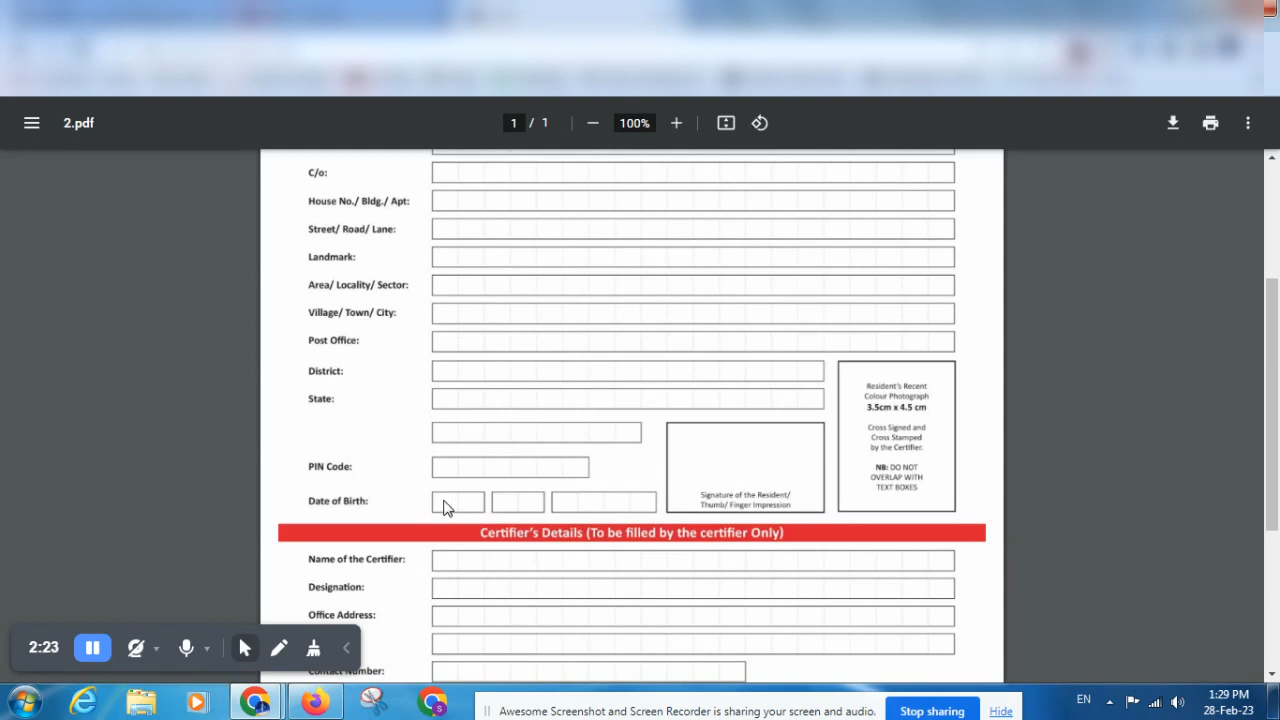 2.pdf
1 / 1
100%
C/o:
House No./ Bldg./ Apt:
Street/ Road/ Lane:
Landmark:
Area/ Locality/ Sector:
Village/ Town/ City:
Post Office:
District:
State:
Resident's Recent
Colour Photograph
3.5cm x 4.5 cm
Cross Signed and
Cross Stamped
by the Certifier.
NB: DO NOT
OVERLAP WITH
TEXT BOXES
PIN Code:
Date of Birth:
Signature of the Resident/
Thumb/ Finger Impression
Certifier's Details (To be filled by the certifier Only)
Name of the Certifier:
Designation:
Office Address:
2:23
Contact Number:
EN
1:29 PM
28-Feb-23
Awesome Screenshot and Screen Recorder is sharing your screen and audio.
Stop sharing
Hide